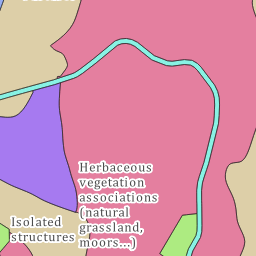 Herbaceous
vegetation
associations
(natural
grassland,
moors...)
Isolated
structures